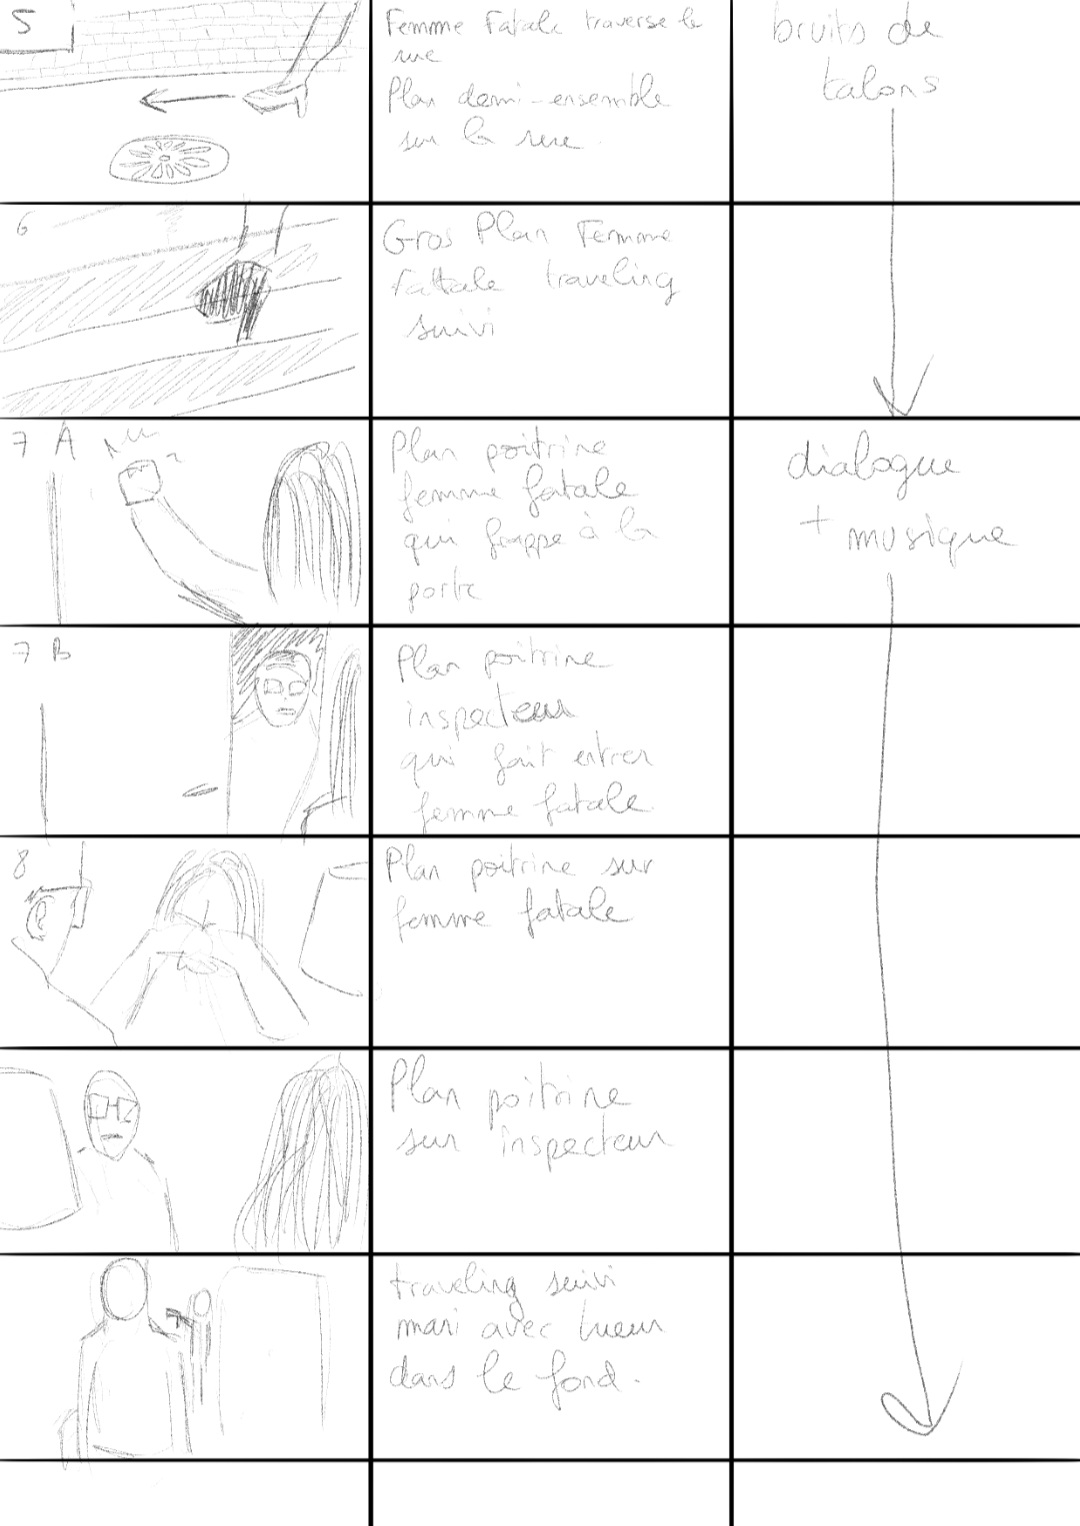 5
Femme Fatale traverse la
rue
Plan demi-ensemble
sur la rue.
bruits de
talons
6
Gros Plan Femme
Fattale traveling
suivi
7 A
Plan poitrine
femme fatale
qui frappe à la
porte
dialogue
+ musique
7 B
Plan poitrine
inspecteur
qui fait entrer
femme fatale
8
Plan poitrine sur
femme fatale
Plan poitrine
sur inspecteur
traveling suivi
mari avec tueur
dans le fond.